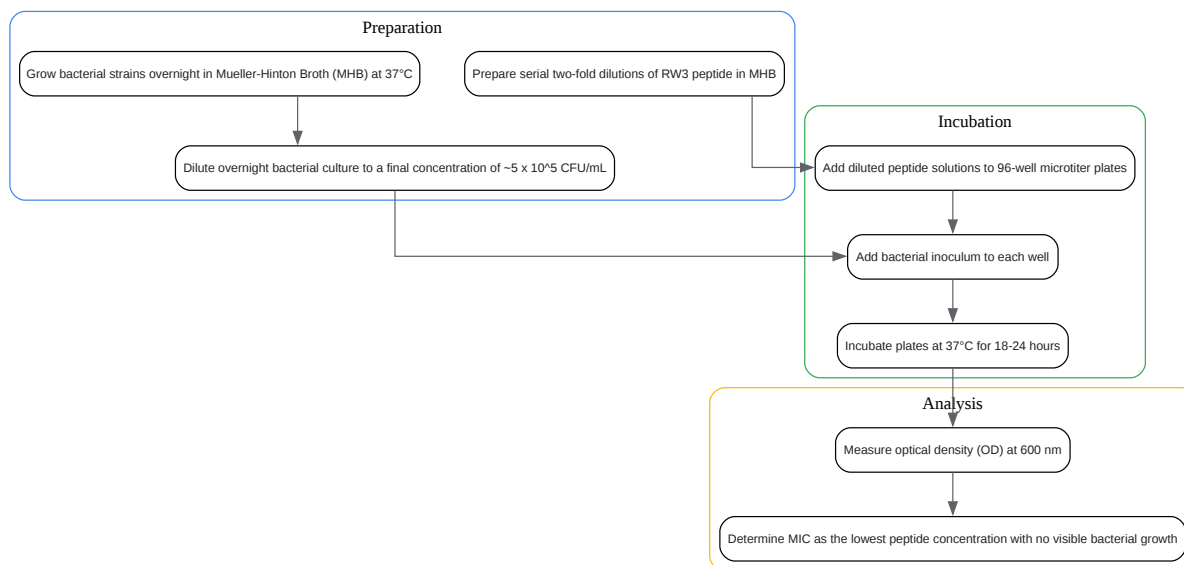 Preparation
Grow bacterial strains overnight in Mueller-Hinton Broth (MHB) at 37°C
Prepare serial two-fold dilutions of RW3 peptide in MHB
Dilute overnight bacterial culture to a final concentration of ~5 x 10^5 CFU/mL
Incubation
Add diluted peptide solutions to 96-well microtiter plates
Add bacterial inoculum to each well
Incubate plates at 37°C for 18-24 hours
Analysis
Measure optical density (OD) at 600 nm
Determine MIC as the lowest peptide concentration with no visible bacterial growth